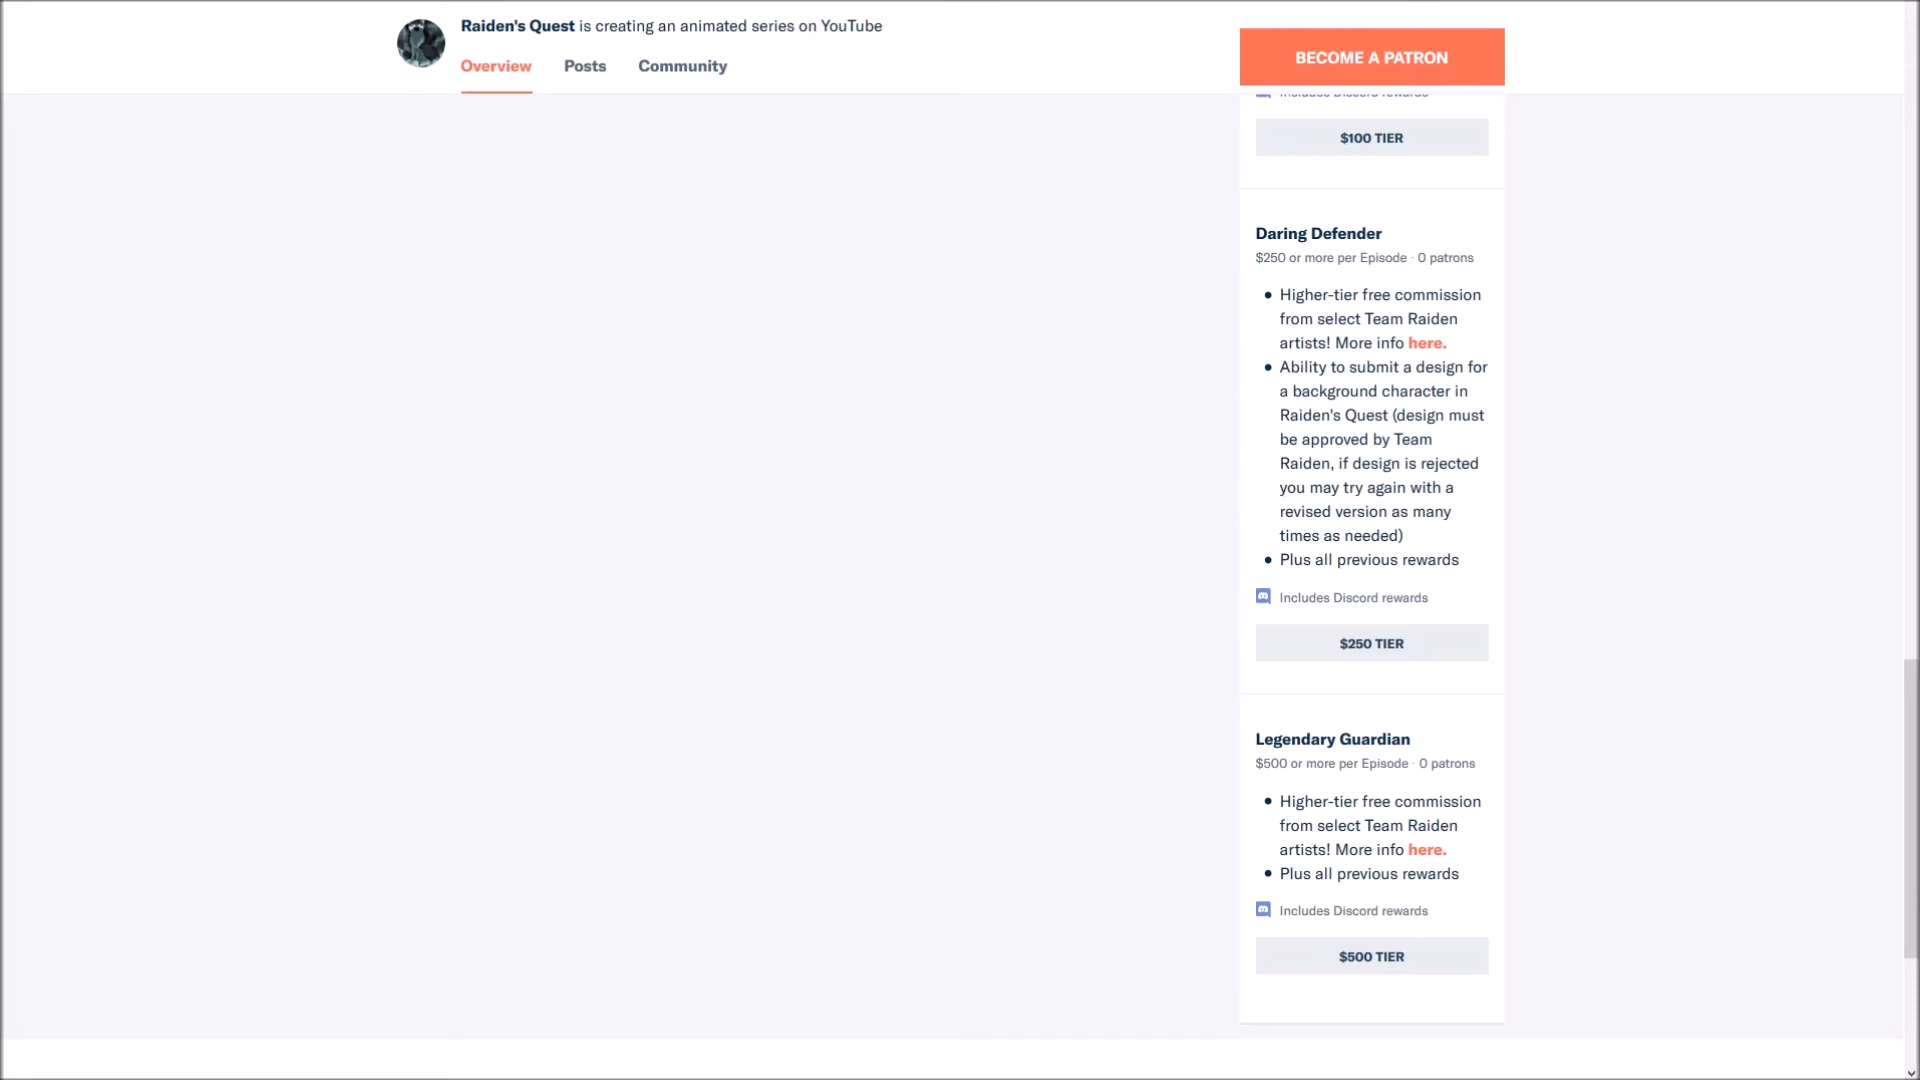 Raiden's Quest is creating an animated series on YouTube
Overview
Posts
Community
BECOME A PATRON
Includes Discord rewards
$100 TIER
Daring Defender
$250 or more per Episode · 0 patrons
Higher-tier free commission
from select Team Raiden
artists! More info here.
Ability to submit a design for
a background character in
Raiden's Quest (design must
be approved by Team
Raiden, if design is rejected
you may try again with a
revised version as many
times as needed)
Plus all previous rewards
Includes Discord rewards
$250 TIER
Legendary Guardian
$500 or more per Episode · 0 patrons
Higher-tier free commission
from select Team Raiden
artists! More info here.
Plus all previous rewards
Includes Discord rewards
$500 TIER